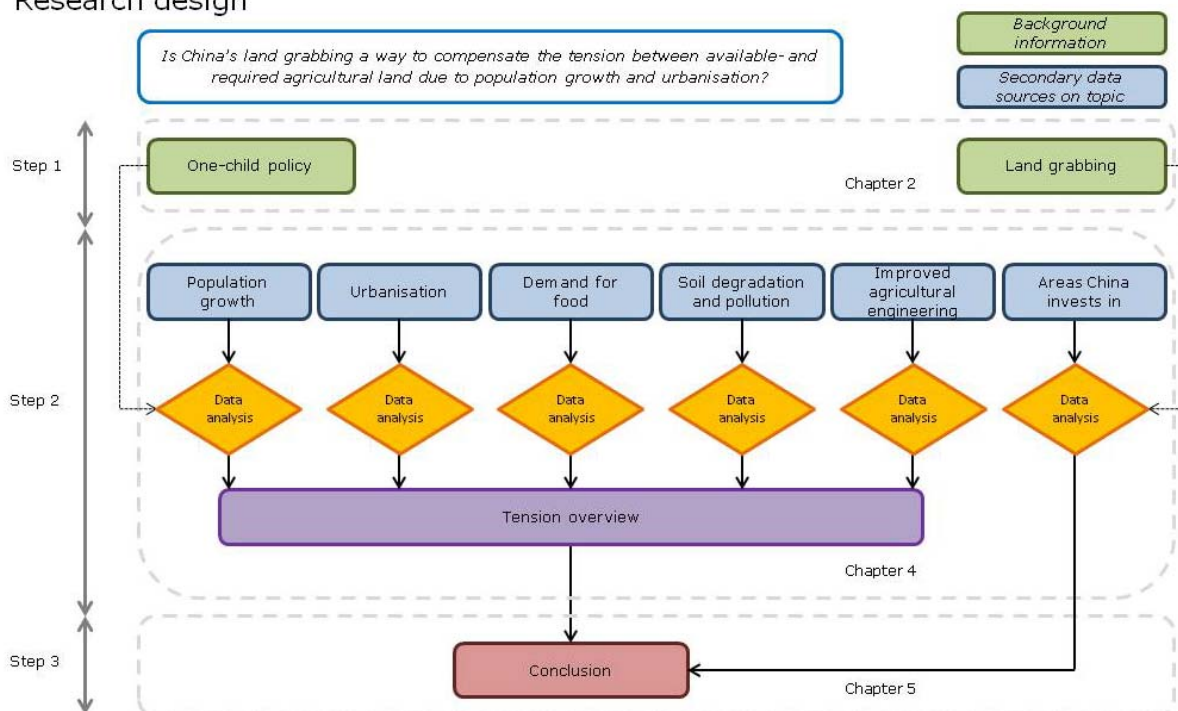 Research design
Is China's land grabbing a way to compensate the tension between available- and
required agricultural land due to population growth and urbanisation?
Background
information
Secondary data
sources on topic
Step 1
One-child policy
Chapter 2
Land grabbing
Step 2
Population
growth
Urbanisation
Demand for
food
Soil degradation
and pollution
Improved
agricultural
engineering
Areas China
invests in
Data
analysis
Data
analysis
Data
analysis
Data
analysis
Data
analysis
Data
analysis
Tension overview
Chapter 4
Step 3
Conclusion
Chapter 5